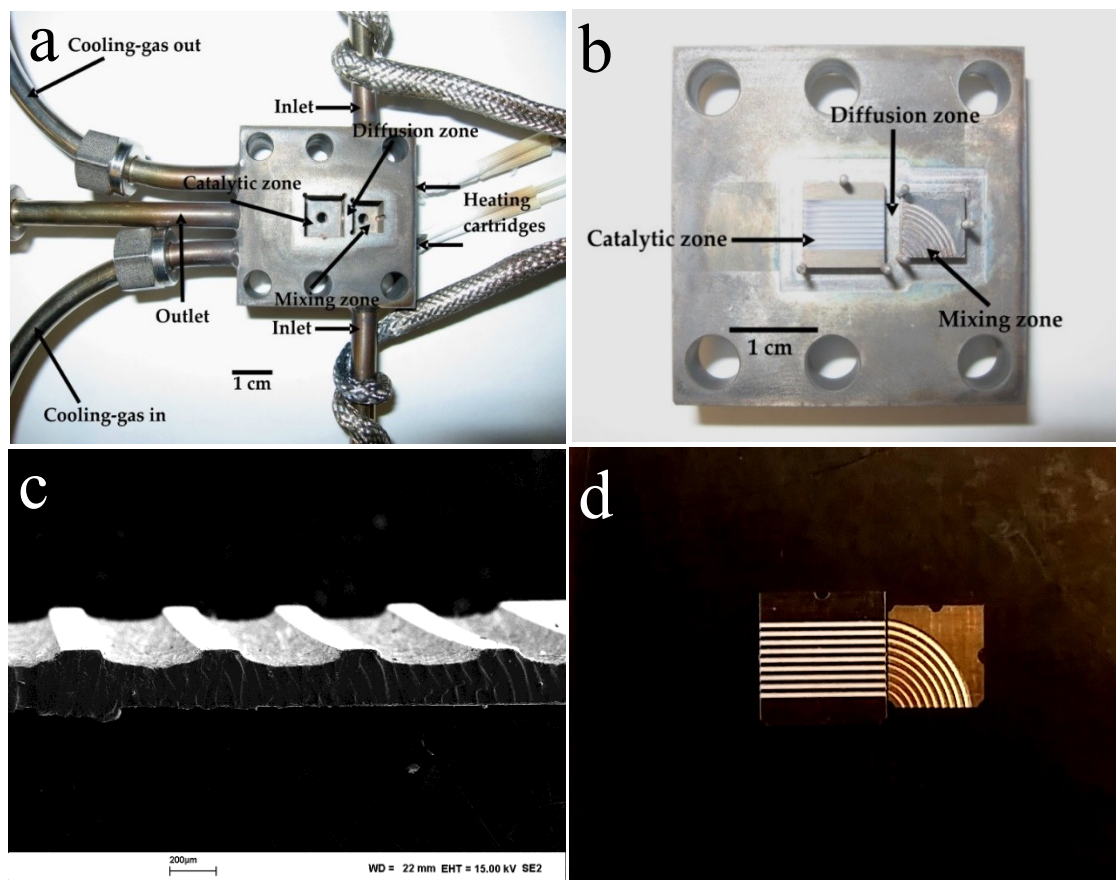 a
Cooling-gas out
Inlet
Diffusion zone
Catalytic zone
Heating
cartridges
Mixing zone
Outlet
Inlet
1 cm
Cooling-gas in
b
Diffusion zone
Catalytic zone
Mixing zone
1 cm
c
200µm
WD = 22 mm EHT = 15.00 kV SE2
d